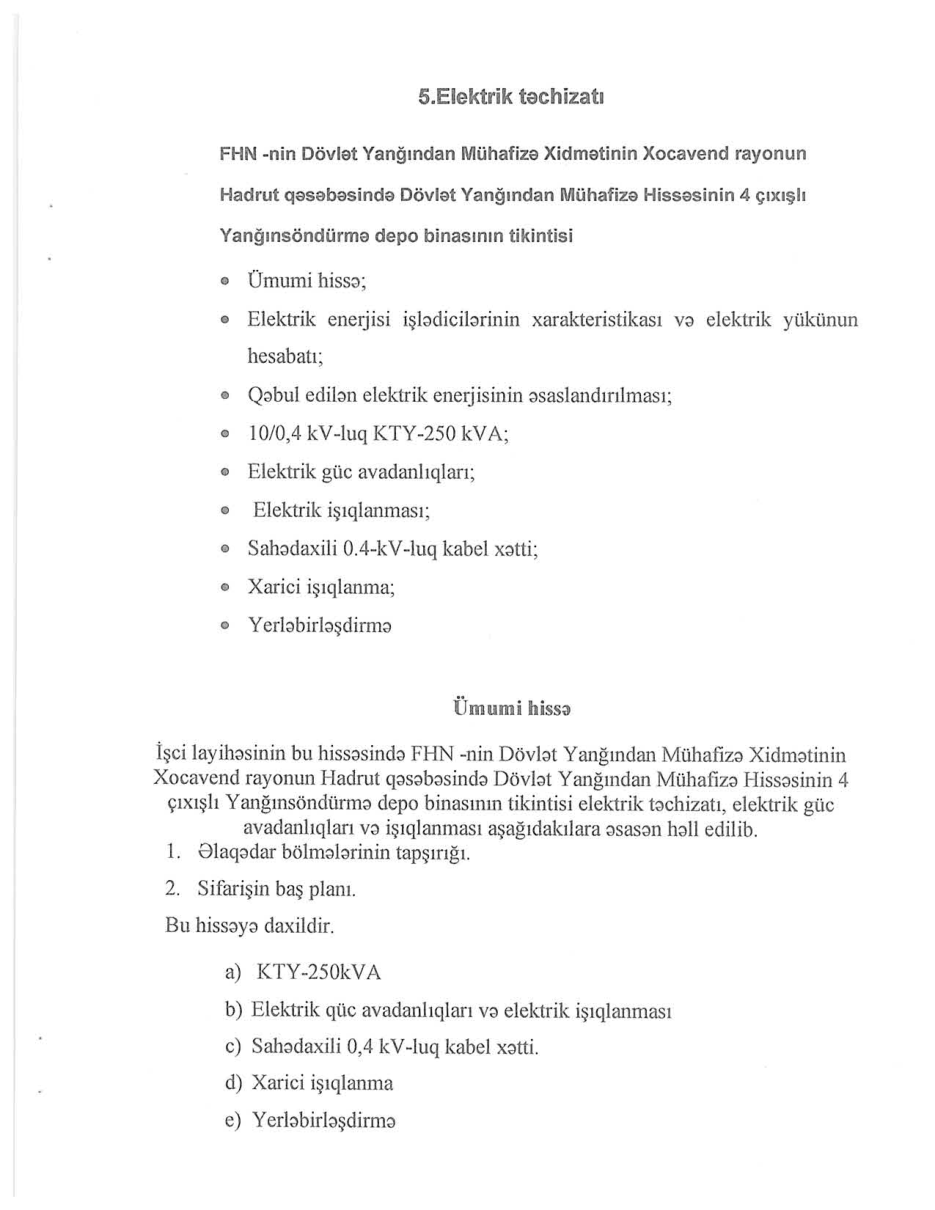 5.Elektrik təchizatı
FHN -nin Dövlət Yanğından Mühafizə Xidmətinin Xocavend rayonun
Hadrut qəsəbəsində Dövlət Yanğından Mühafizə Hissəsinin 4 çıxışlı
Yanğınsöndürmə depo binasının tikintisi
• Ümumi hissə;
• Elektrik enerjisi işlədicilərinin xarakteristikası və elektrik yükünun
hesabatı;
• Qəbul edilən elektrik enerjisinin əsaslandırılması;
• 10/0,4 kV-luq KTY-250 kVA;
• Elektrik güc avadanlıqları;
• Elektrik işıqlanması;
• Sahədaxili 0.4-kV-luq kabel xətti;
• Xarici işıqlanma;
• Yerləbirləşdirmə
Ümumi hissə
İşci layihəsinin bu hissəsində FHN -nin Dövlət Yanğından Mühafizə Xidmətinin
Xocavend rayonun Hadrut qəsəbəsində Dövlət Yanğından Mühafizə Hissəsinin 4
çıxışlı Yanğınsöndürmə depo binasının tikintisi elektrik təchizatı, elektrik güc
avadanlıqları və işıqlanması aşağıdakılara əsasən həll edilib.
1. Əlaqədar bölmələrinin tapşırığı.
2. Sifarişin baş planı.
Bu hissəyə daxildir.
a) KTY-250kVA
b) Elektrik qüc avadanlıqları və elektrik işıqlanması
c) Sahədaxili 0,4 kV-luq kabel xətti.
d) Xarici işıqlanma
e) Yerləbirləşdirmə